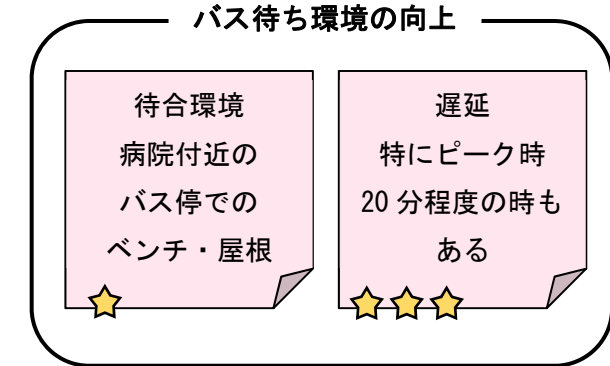 バス待ち環境の向上
待合環境
病院付近の
バス停での
ベンチ・屋根
遅延
特にピーク時
20分程度の時も
ある